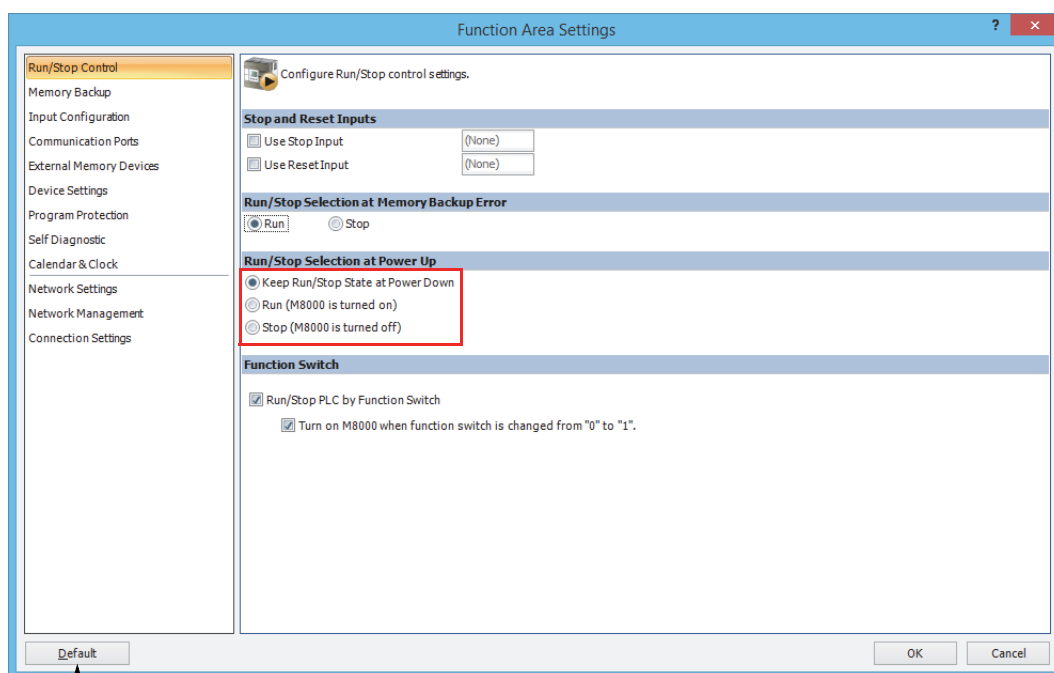 Function Area Settings
?
×
Run/Stop Control
Memory Backup
Input Configuration
Communication Ports
External Memory Devices
Device Settings
Program Protection
Self Diagnostic
Calendar & Clock
Network Settings
Network Management
Connection Settings
Configure Run/Stop control settings.
Stop and Reset Inputs
Use Stop Input (None)
Use Reset Input (None)
Run/Stop Selection at Memory Backup Error
Run Stop
Run/Stop Selection at Power Up
Keep Run/Stop State at Power Down
Run (M8000 is turned on)
Stop (M8000 is turned off)
Function Switch
Run/Stop PLC by Function Switch
Turn on M8000 when function switch is changed from "0" to "1".
Default
OK Cancel